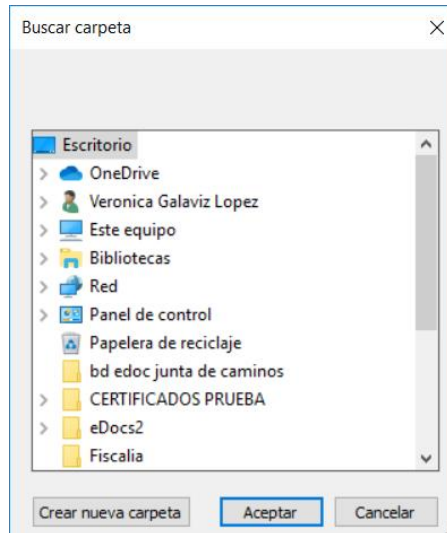 Buscar carpeta
Escritorio
OneDrive
Veronica Galaviz Lopez
Este equipo
Bibliotecas
Red
Panel de control
Papelera de reciclaje
bd edoc junta de caminos
CERTIFICADOS PRUEBA
eDocs2
Fiscalia
Crear nueva carpeta Aceptar Cancelar